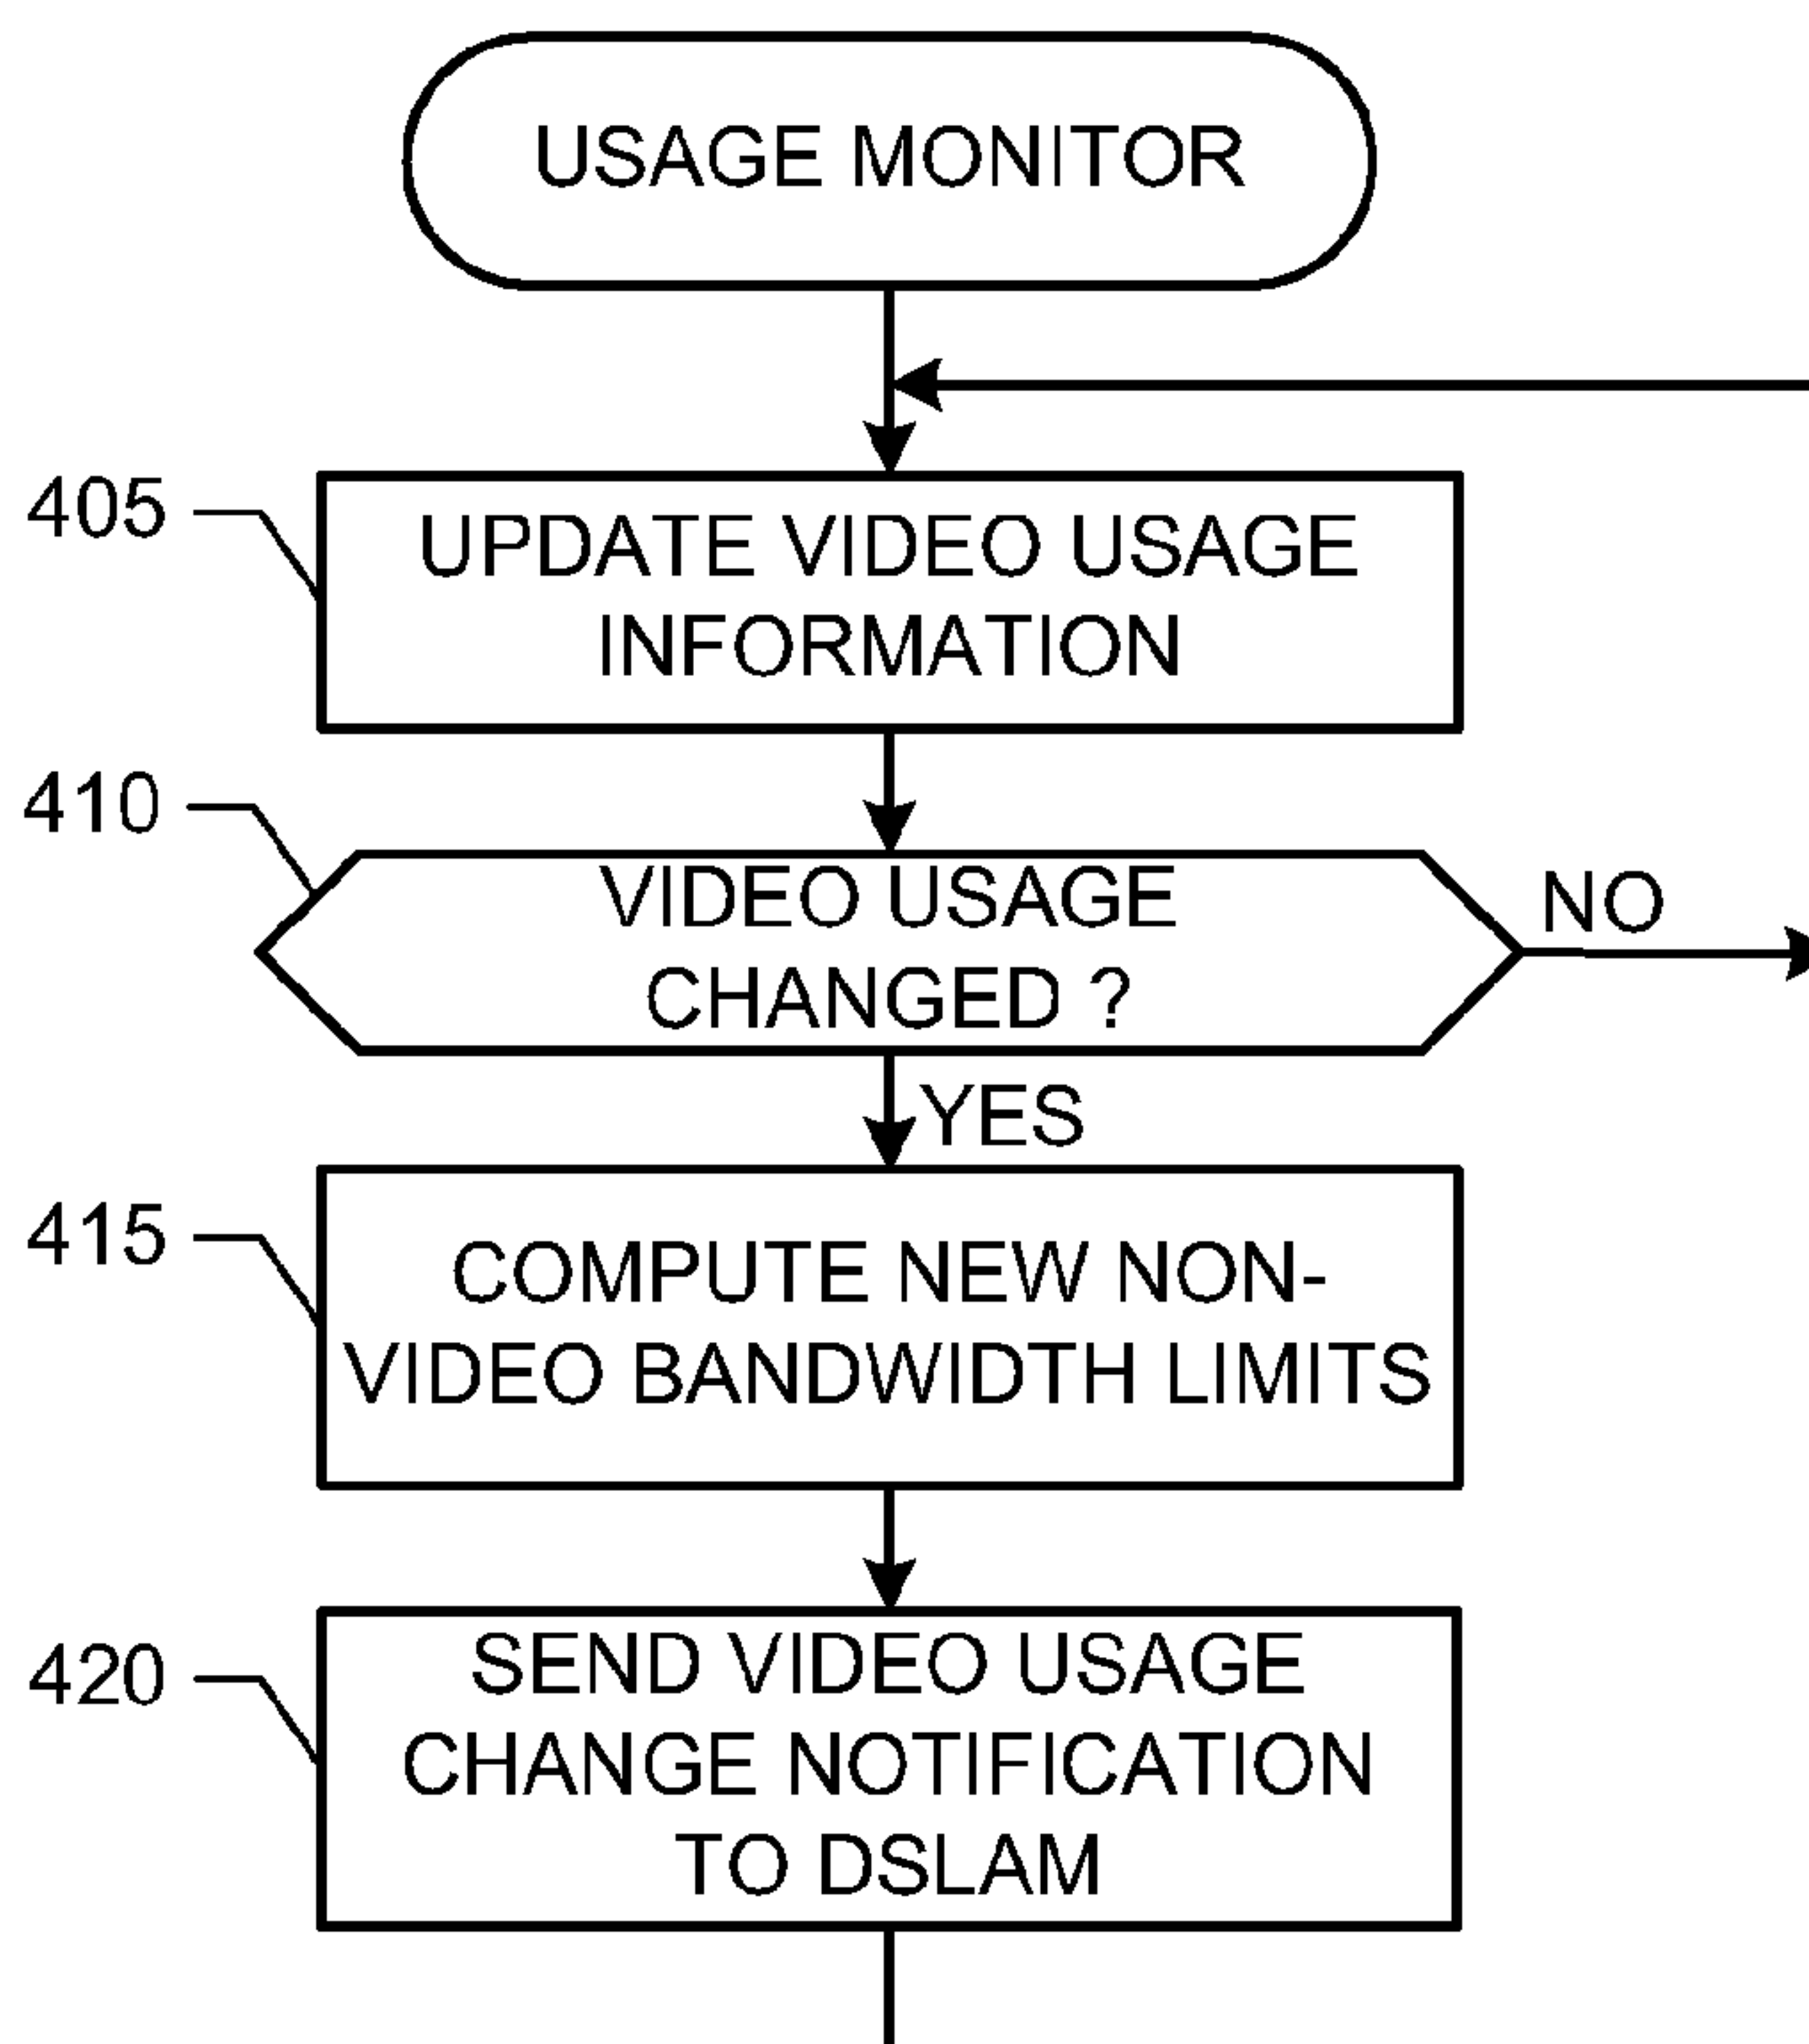 USAGE MONITOR
405
UPDATE VIDEO USAGE
INFORMATION
410
VIDEO USAGE
CHANGED ?
NO
YES
415
COMPUTE NEW NON-
VIDEO BANDWIDTH LIMITS
420
SEND VIDEO USAGE
CHANGE NOTIFICATION
TO DSLAM